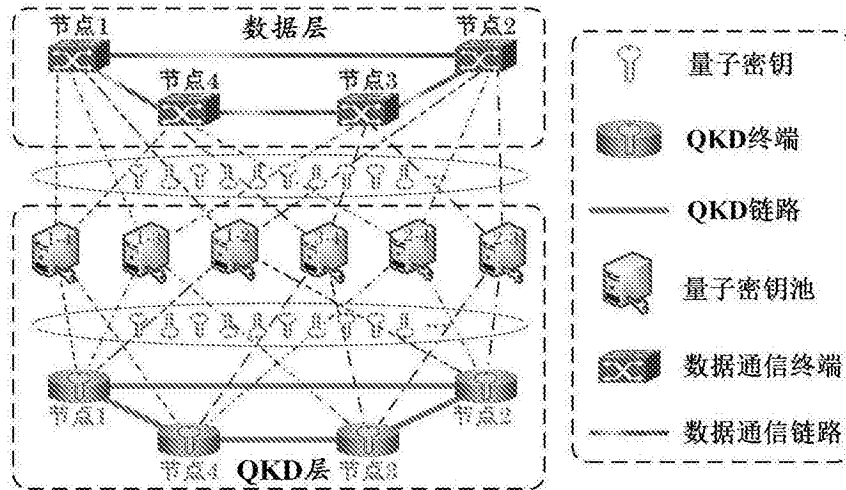 节点1
数据层
节点2
节点4
节点3
...
节点1
节点2
节点4
QKD层
节点3
量子密钥
QKD终端
QKD链路
量子密钥池
数据通信终端
数据通信链路